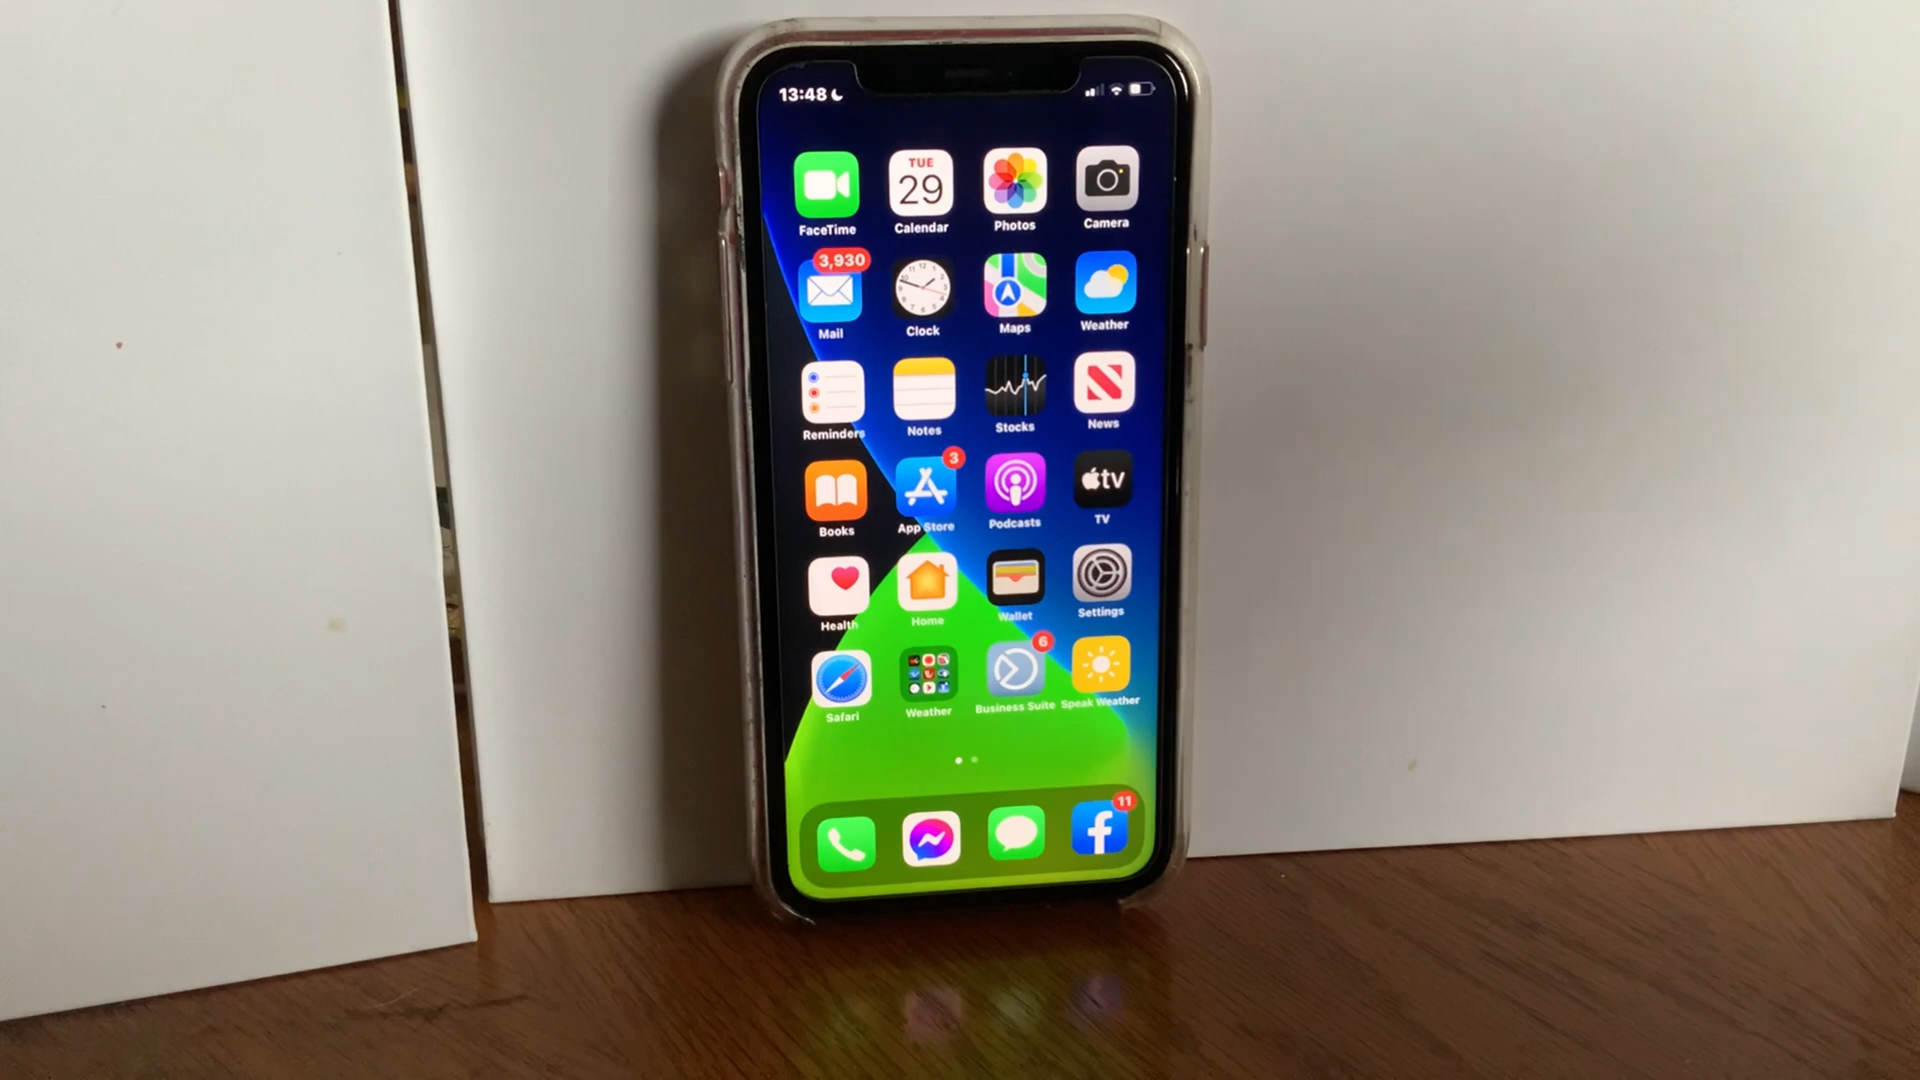 13:48
TUE
29
FaceTime Calendar Photos Camera
3,930
Mail Clock Maps Weather
Reminders Notes Stocks News
3
tv
Books App Store Podcasts TV
Health Home Wallet Settings
6
Safari Weather Business Suite Speak Weather
11